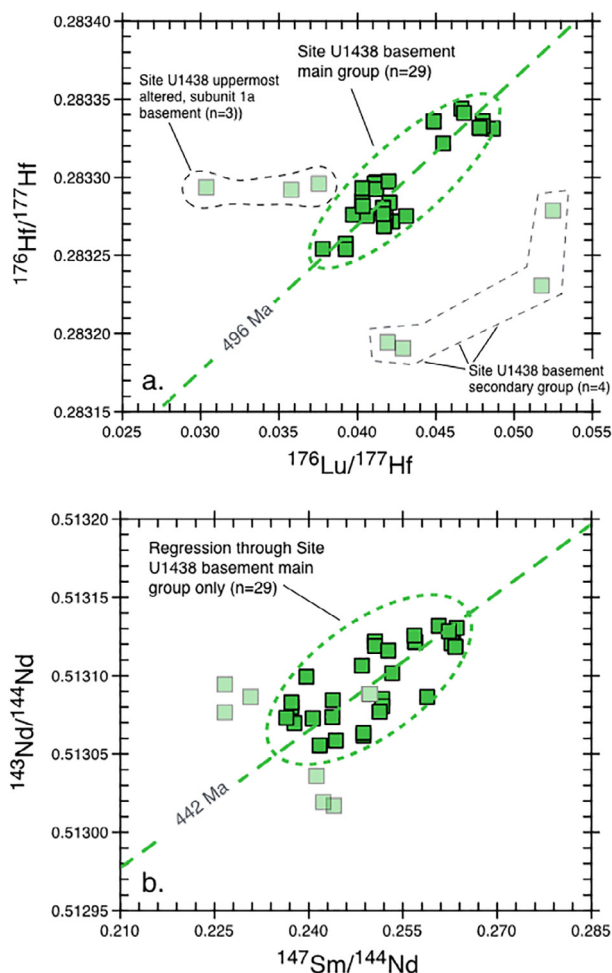 0.28340
0.28335
0.28330
0.28325
0.28320
0.28315
¹⁷⁶Hf/¹⁷⁷Hf
Site U1438 basement
main group (n=29)
Site U1438 uppermost
altered, subunit 1a
basement (n=3))
496 Ma
Site U1438 basement
secondary group (n=4)
a.
0.025 0.030 0.035 0.040 0.045 0.050 0.055
¹⁷⁶Lu/¹⁷⁷Hf
0.51320
0.51315
0.51310
0.51305
0.51300
0.51295
¹⁴³Nd/¹⁴⁴Nd
Regression through Site
U1438 basement main
group only (n=29)
442 Ma
b.
0.210 0.225 0.240 0.255 0.270 0.285
¹⁴⁷Sm/¹⁴⁴Nd